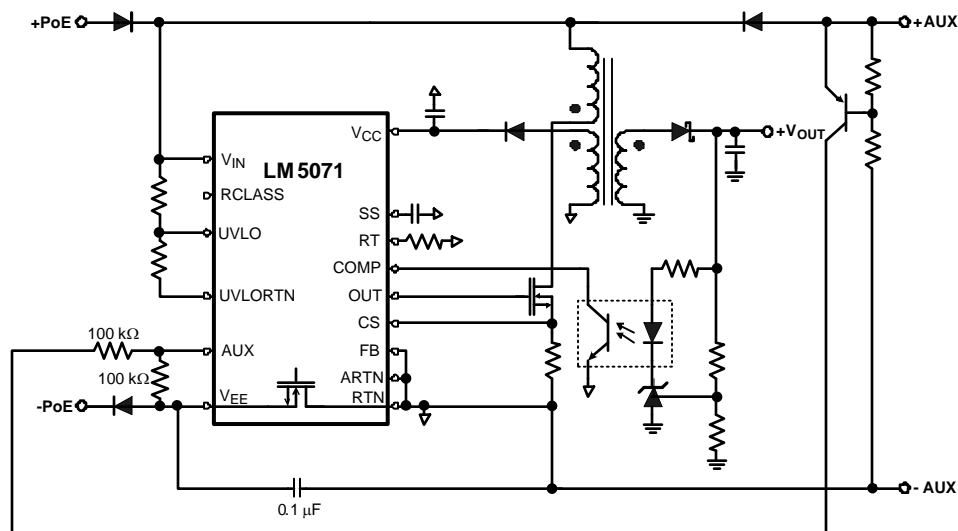 +PoE
+AUX
VCC
+VOUT
VIN
LM5071
RCLASS
SS
UVLO
RT
COMP
UVLORTN
OUT
CS
100 kΩ
AUX
FB
100 kΩ
ARTN
VEE
RTN
-PoE
- AUX
0.1 μF